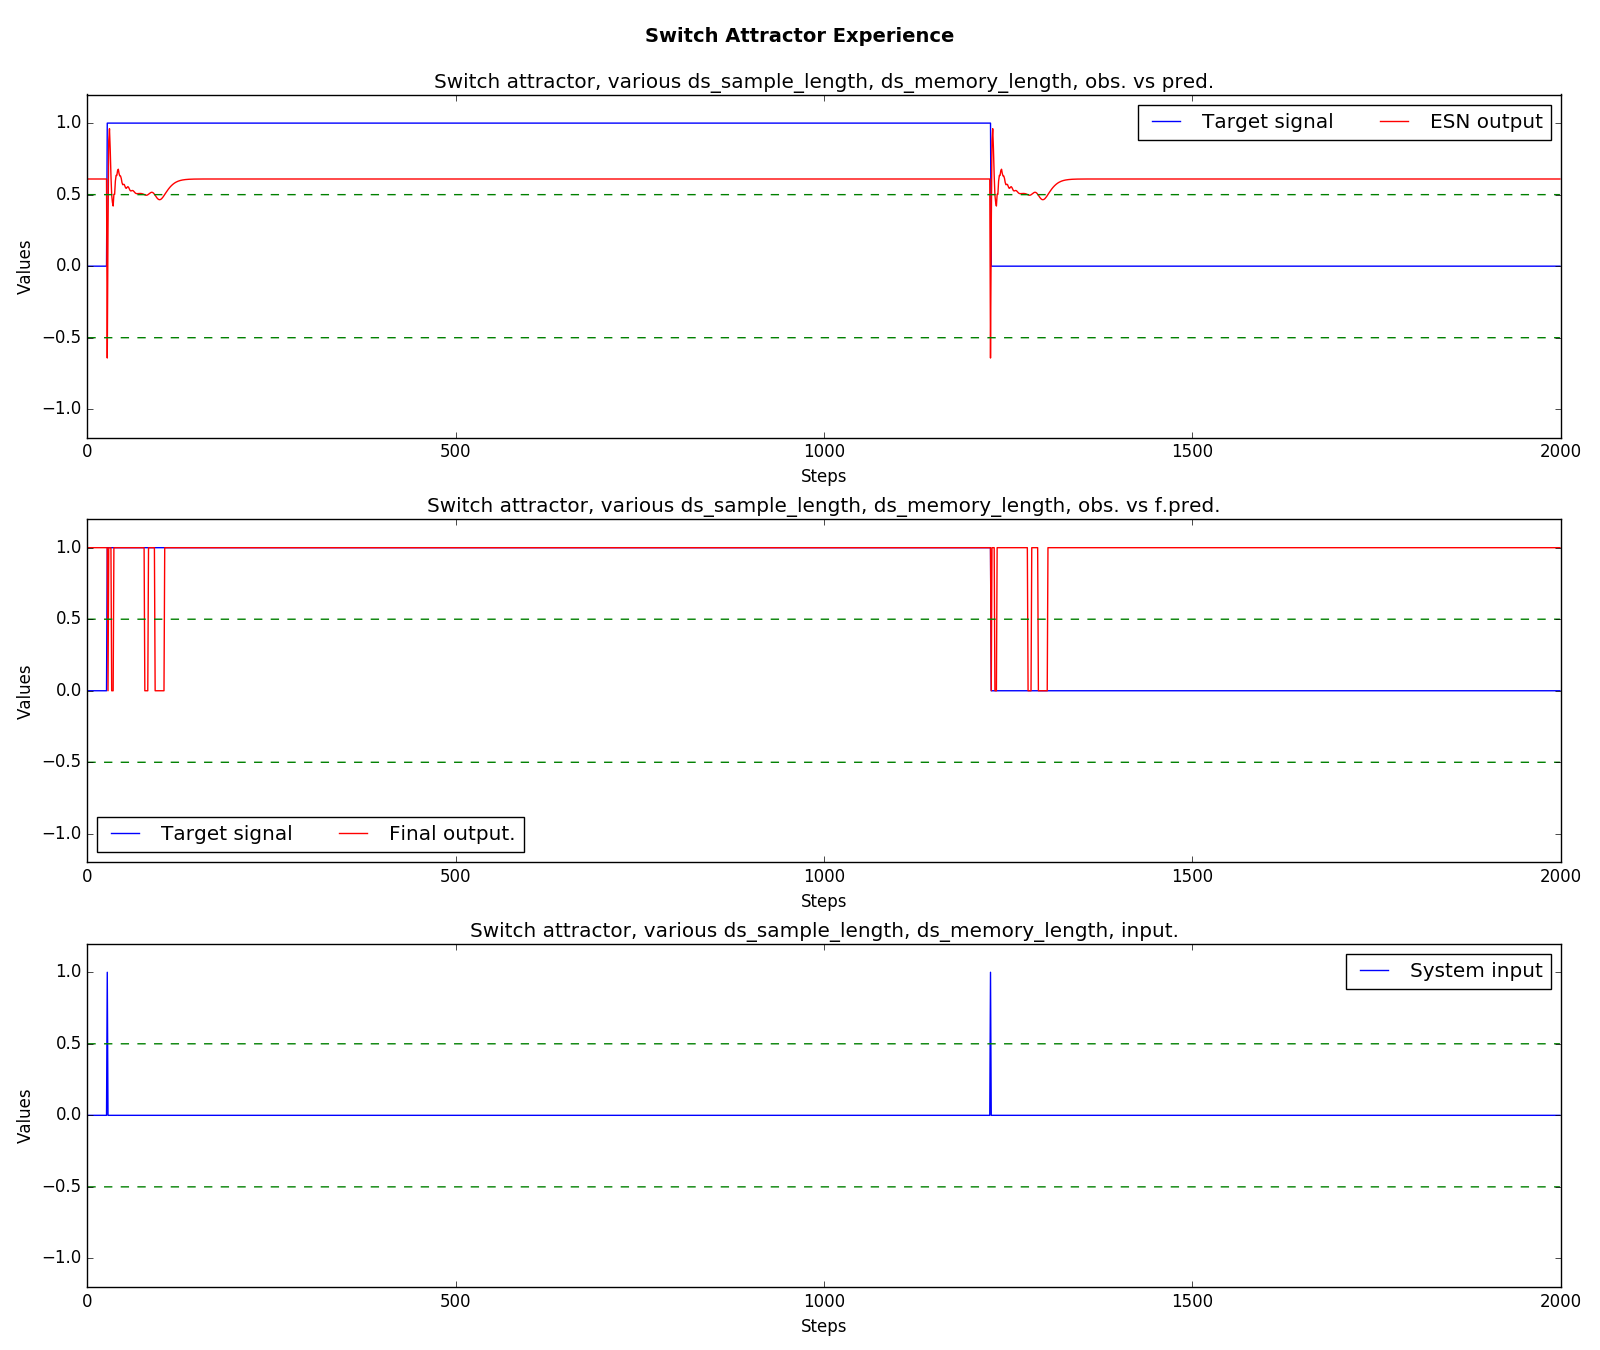 Switch Attractor Experience
Switch attractor, various ds_sample_length, ds_memory_length, obs. vs pred.
Target signal ESN output
1.0
0.5
0.0
−0.5
−1.0
Values
0 500 1000 1500 2000
Steps
Switch attractor, various ds_sample_length, ds_memory_length, obs. vs f.pred.
1.0
0.5
0.0
−0.5
−1.0
Values
Target signal Final output.
0 500 1000 1500 2000
Steps
Switch attractor, various ds_sample_length, ds_memory_length, input.
System input
1.0
0.5
0.0
−0.5
−1.0
Values
0 500 1000 1500 2000
Steps